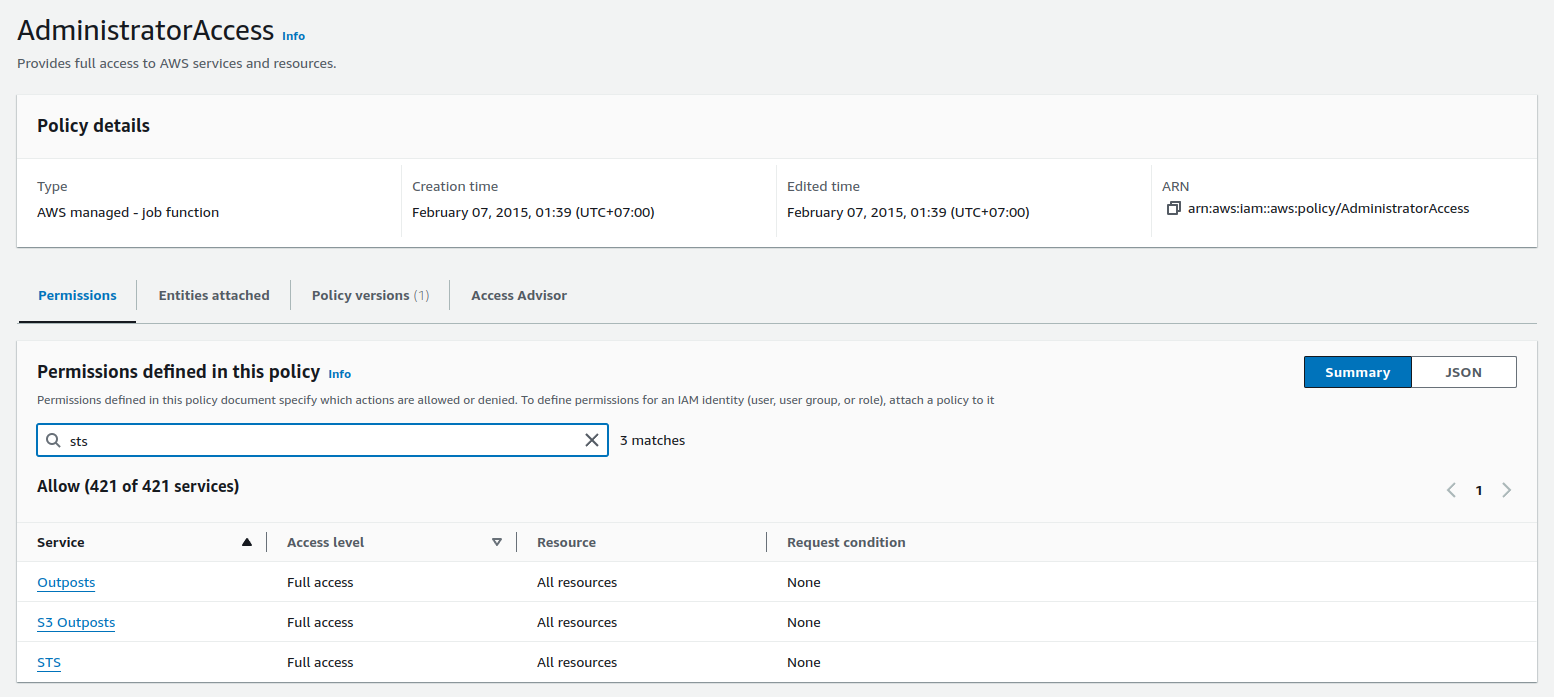 AdministratorAccess Info
Provides full access to AWS services and resources.
Policy details
Type
AWS managed - job function
Creation time
February 07, 2015, 01:39 (UTC+07:00)
Edited time
February 07, 2015, 01:39 (UTC+07:00)
ARN
arn:aws:iam::aws:policy/AdministratorAccess
Permissions Entities attached Policy versions (1) Access Advisor
Permissions defined in this policy Info
Summary JSON
Permissions defined in this policy document specify which actions are allowed or denied. To define permissions for an IAM identity (user, user group, or role), attach a policy to it
sts 3 matches
Allow (421 of 421 services)
1
Service Access level Resource Request condition
Outposts Full access All resources None
S3 Outposts Full access All resources None
STS Full access All resources None